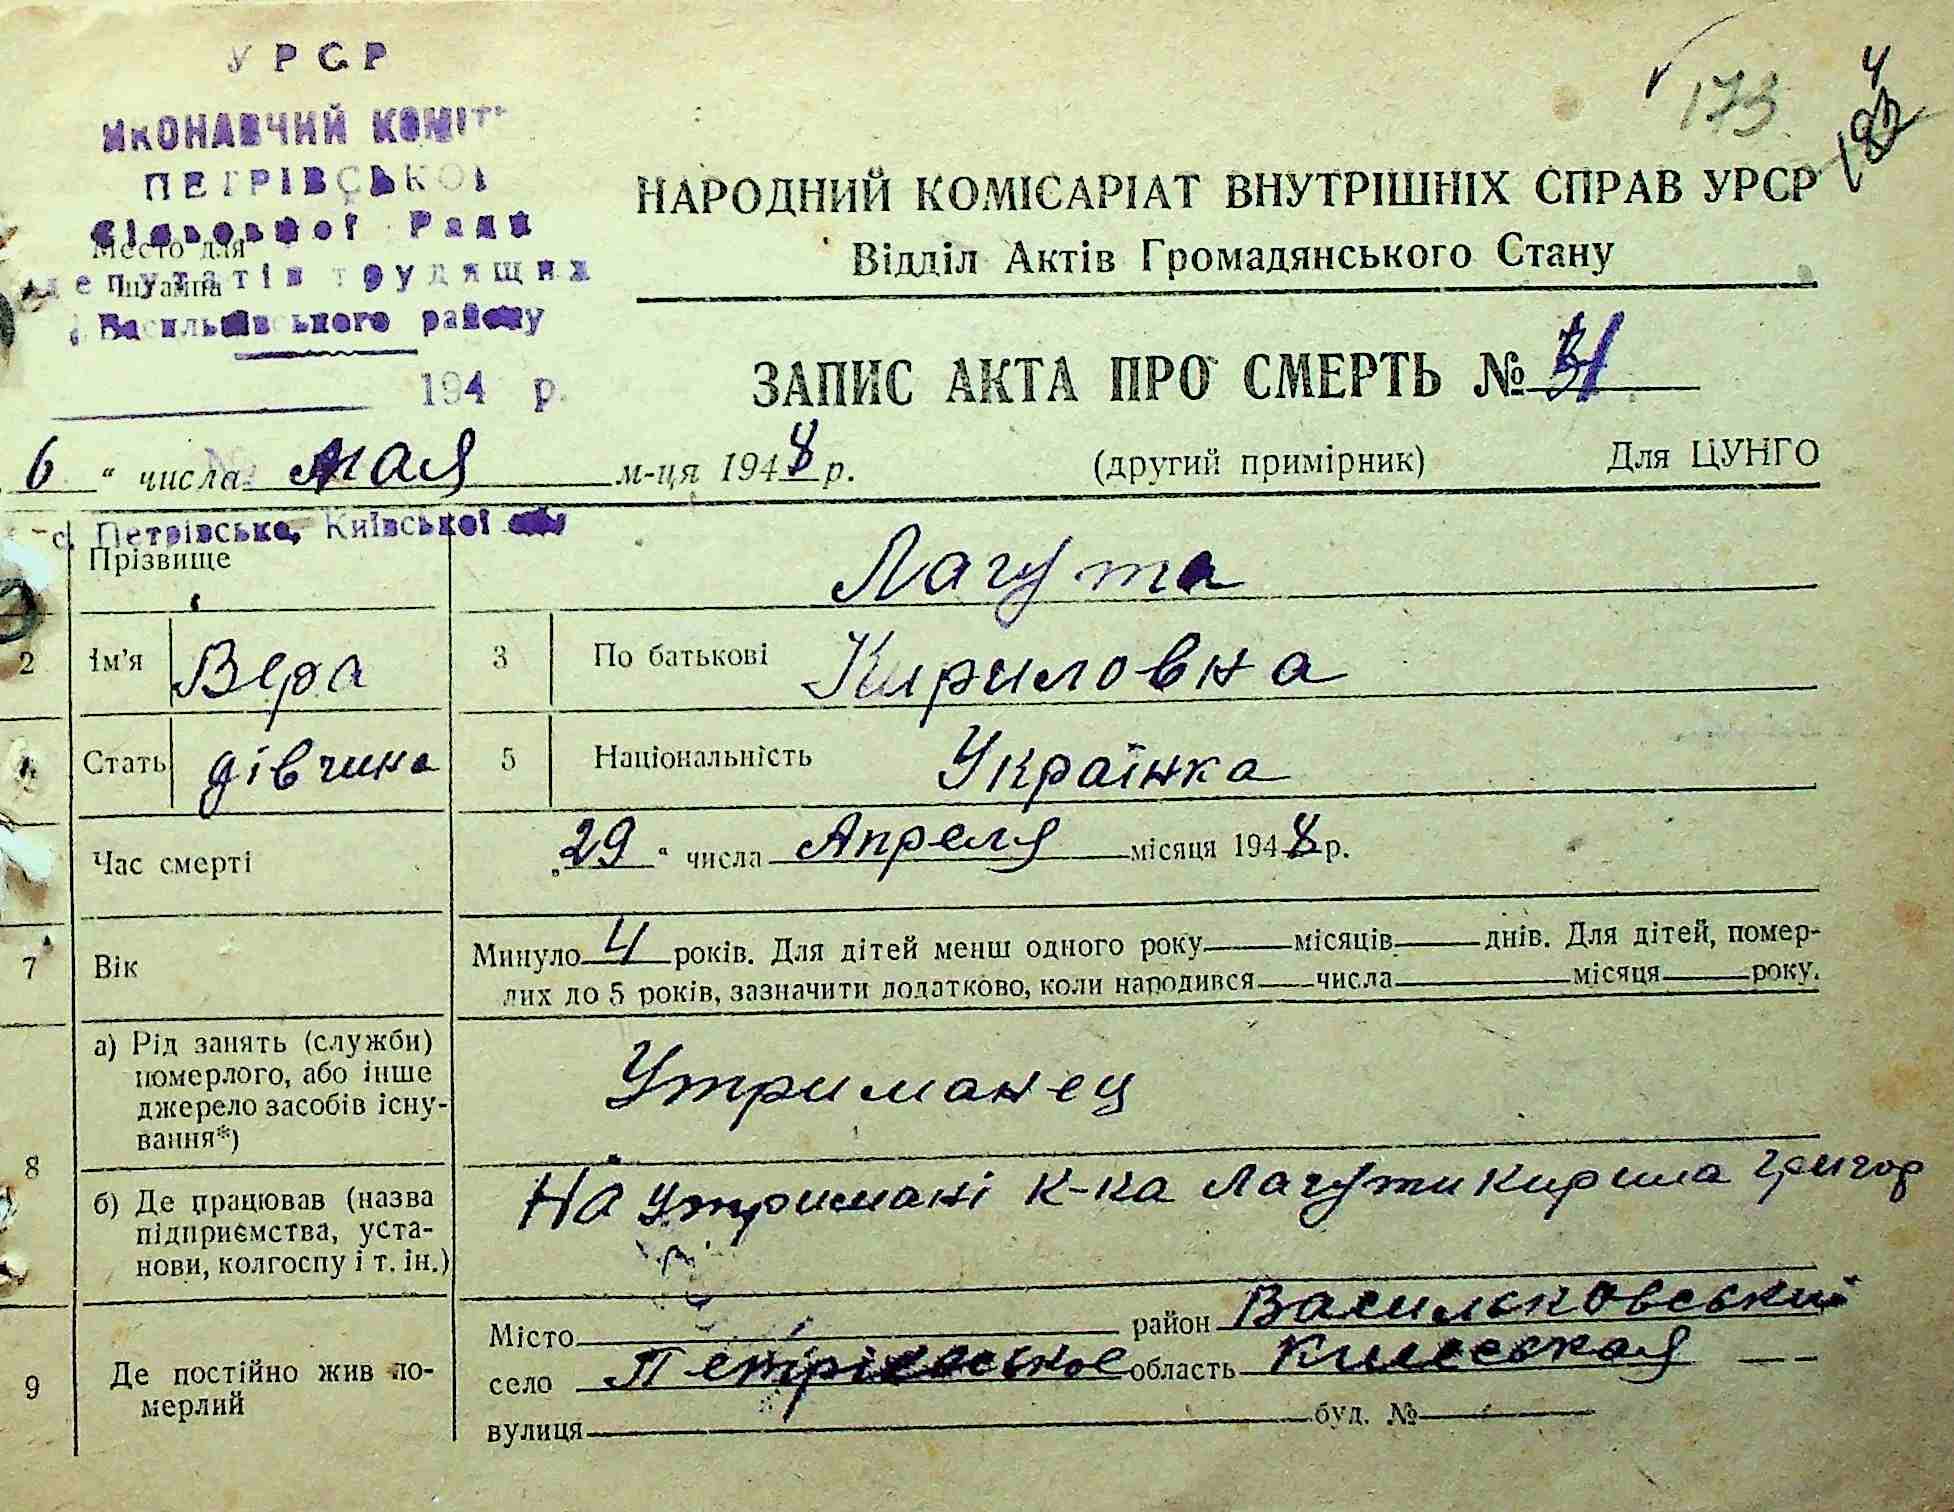 УРСР
ИКОНАВЧИЙ КОМІТ
ПЕТРІВСЬКОЇ
Сільської Ради
депутатів трудящих
Васильківського району
Место для
штампа
194 р.
173
4
НАРОДНИЙ КОМІСАРІАТ ВНУТРІШНІХ СПРАВ УРСР
Відділ Актів Громадянського Стану
ЗАПИС АКТА ПРО СМЕРТЬ №
6 " числа мая м-ця 1948 р. (другий примірник) Для ЦУНГО
с. Петрівська, Київської
Прізвище Лагута
2 Ім'я Вера 3 По батькові Кириловна
Стать дівчина 5 Національність Українка
Час смерті "29" числа Апреля місяця 1948 р.
7 Вік Минуло 4 років. Для дітей менш одного року місяців днів. Для дітей, помер-
лих до 5 років, зазначити додатково, коли народився числа місяця року.
8 а) Рід занять (служби)
померлого, або інше
джерело засобів існу-
вання*)
Утриманец
б) Де працював (назва
підприємства, уста-
нови, колгоспу і т. ін.)
На утримані к-ка Лагути Кирила Григор
9 Де постійно жив по-
мерлий
Місто район Васильковський
село Петрівське область Киевская
вулиця буд. №